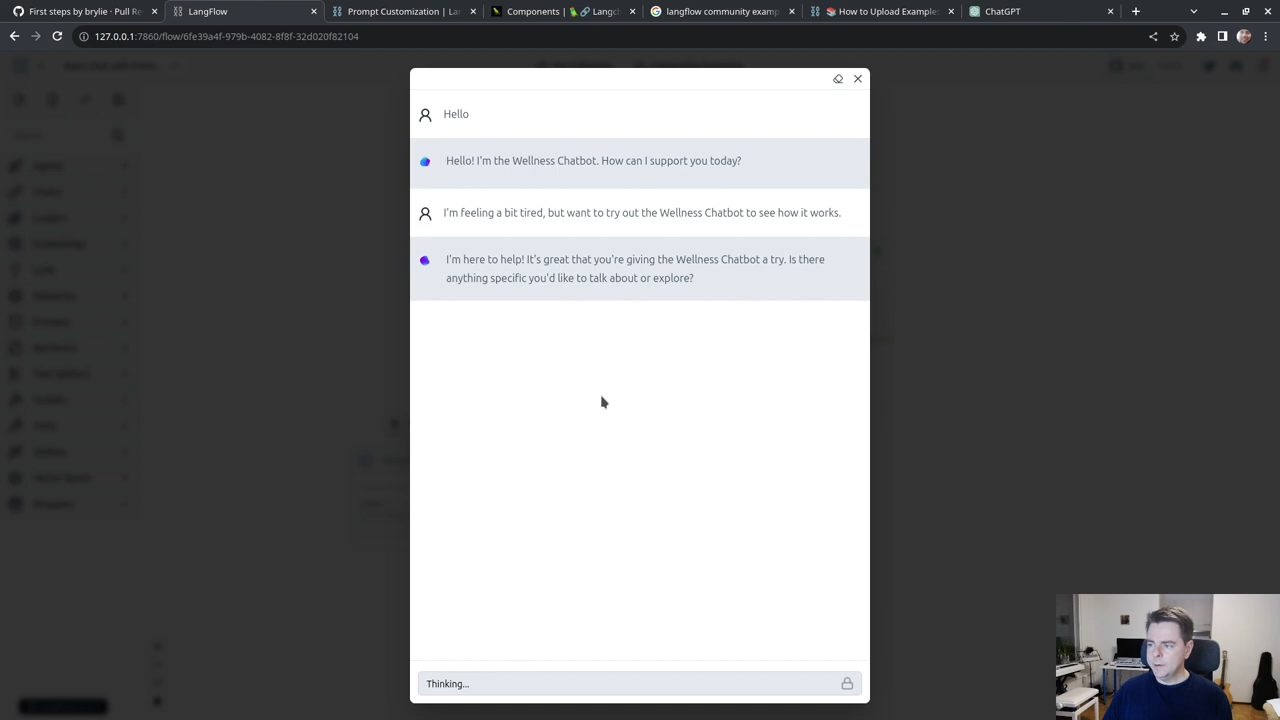 First steps by bryrie · Pull Re
LangFlow
Prompt Customization | Lan
Components | 🦜🔗 Langch
langflow community examp
📚 How to Upload Examples
ChatGPT
127.0.0.1:7860/flow/6fe39a4f-979b-4082-8f8f-32d020f82104
Hello
Hello! I'm the Wellness Chatbot. How can I support you today?
I'm feeling a bit tired, but want to try out the Wellness Chatbot to see how it works.
I'm here to help! It's great that you're giving the Wellness Chatbot a try. Is there
anything specific you'd like to talk about or explore?
Thinking...